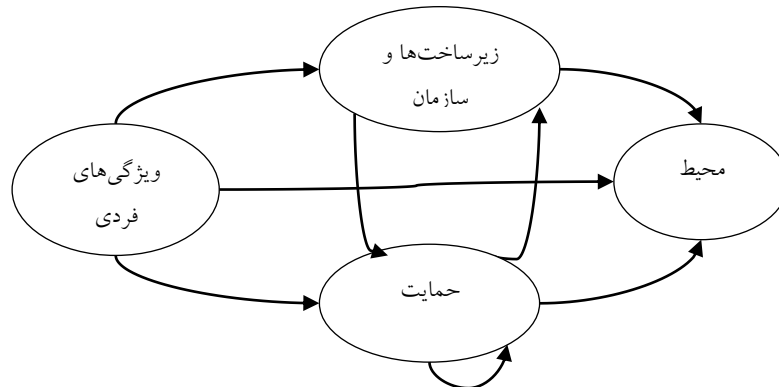 زیرساخت‌ها و
سازمان
ویژگی‌های
فردی
محیط
حمایت